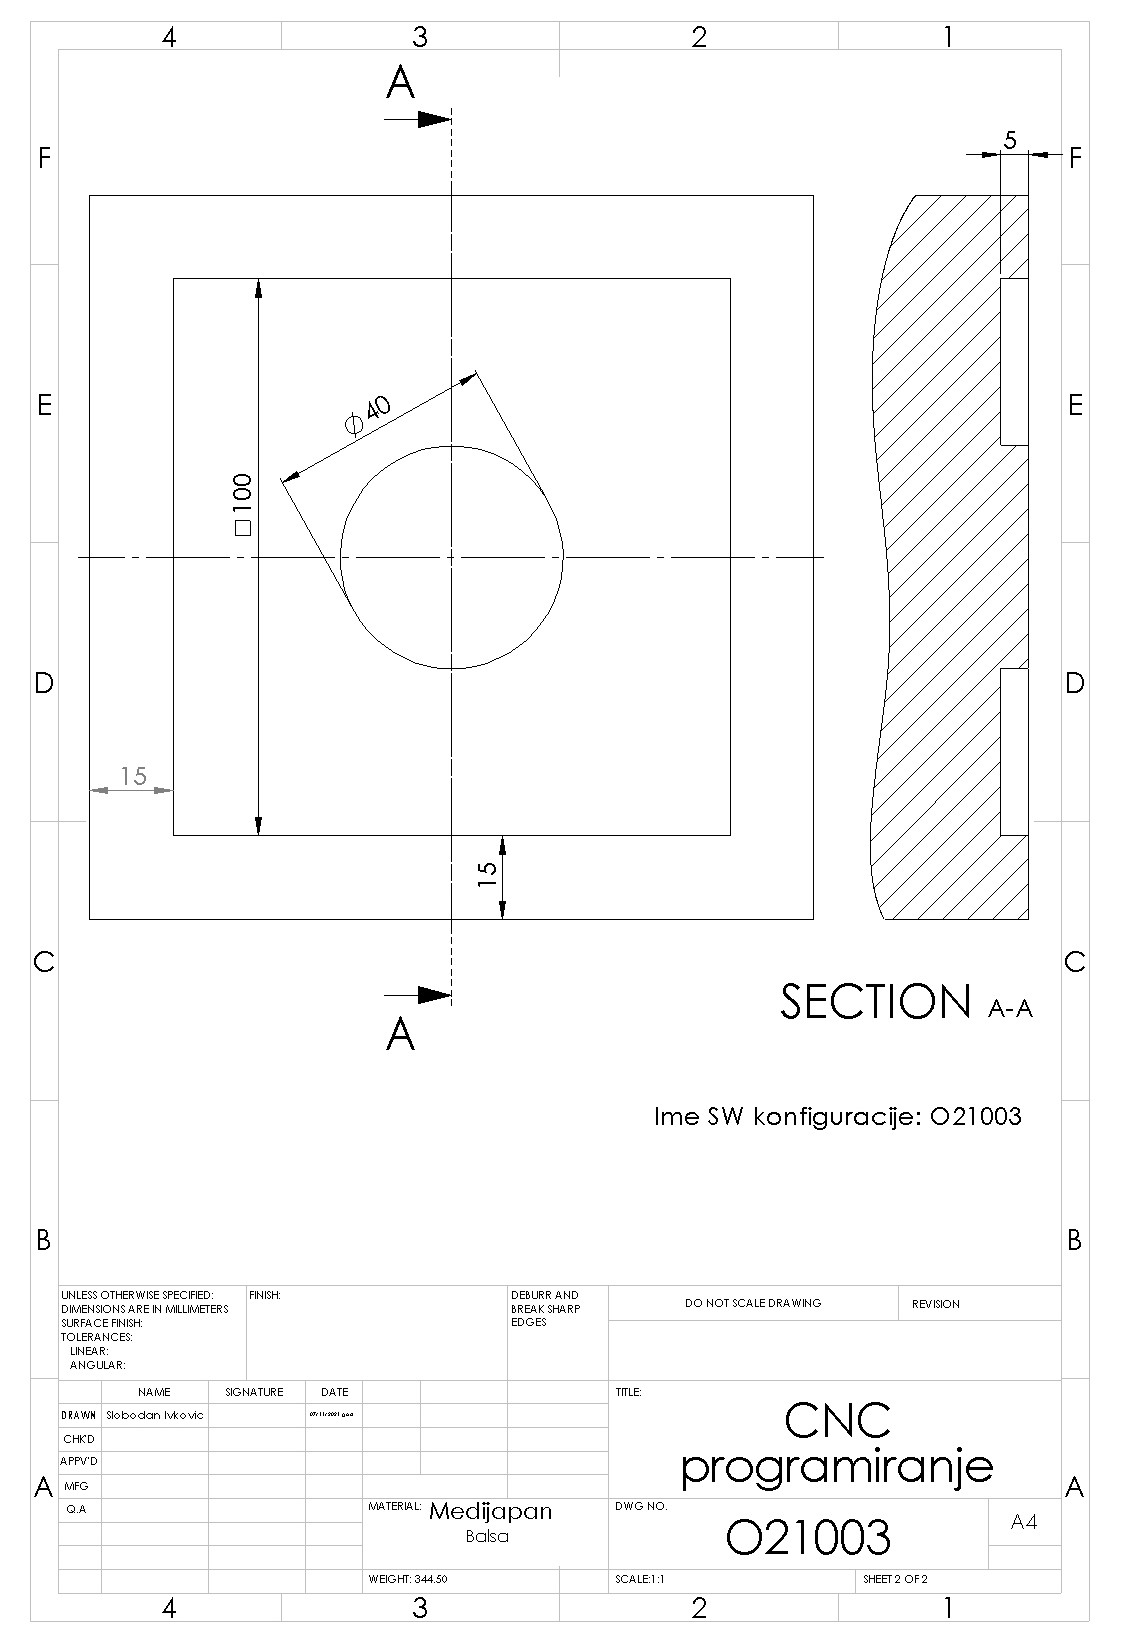 4 3 2 1
A
F 5 F
E E
⌀40
□100
D D
15
15
C C
A
SECTION A-A
Ime SW konfiguracije: O21003
B B
UNLESS OTHERWISE SPECIFIED:
DIMENSIONS ARE IN MILLIMETERS
SURFACE FINISH:
TOLERANCES:
LINEAR:
ANGULAR:
FINISH:
DEBURR AND
BREAK SHARP
EDGES
DO NOT SCALE DRAWING
REVISION
NAME SIGNATURE DATE
DRAWN Slobodan Ivkovic
CHK'D
APPV'D
MFG
Q.A
TITLE:
CNC
programiranje
A A
MATERIAL: Medijapan
Balsa
DWG NO.
O21003
A4
WEIGHT: 344.50
SCALE:1:1
SHEET 2 OF 2
4 3 2 1